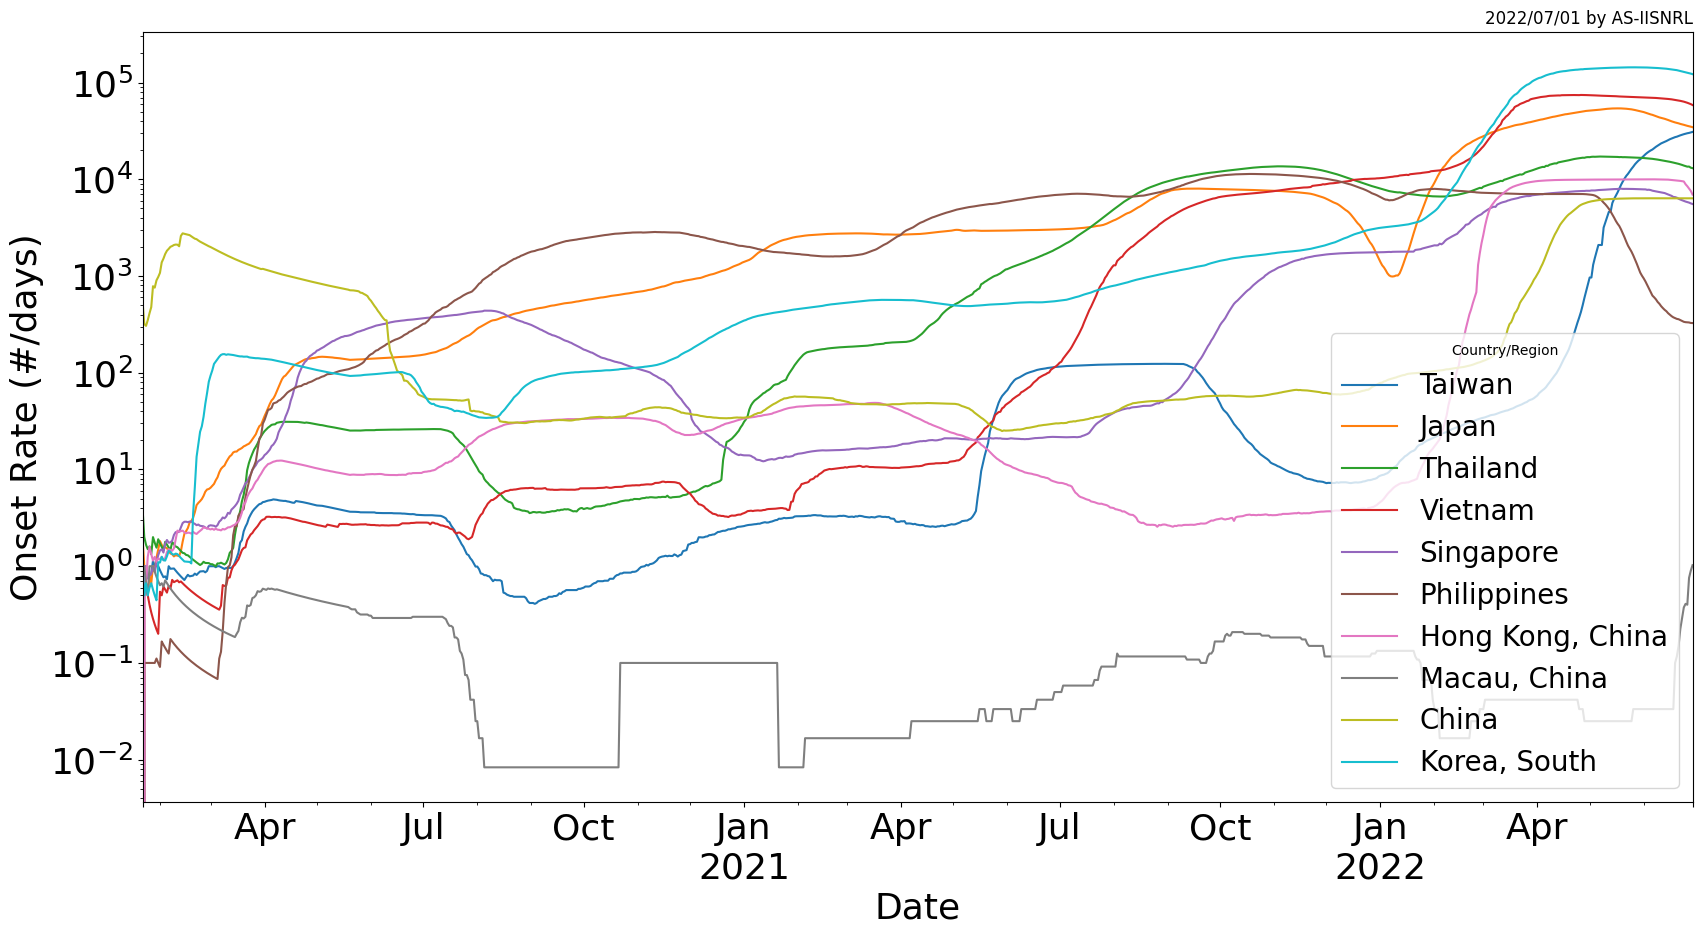 2022/07/01 by AS-IISNRL
Onset Rate (#/days)
10^5
10^4
10^3
10^2
10^1
10^0
10^−1
10^−2
Country/Region
Taiwan
Japan
Thailand
Vietnam
Singapore
Philippines
Hong Kong, China
Macau, China
China
Korea, South
Apr Jul Oct Jan Apr Jul Oct Jan Apr
2021 2022
Date